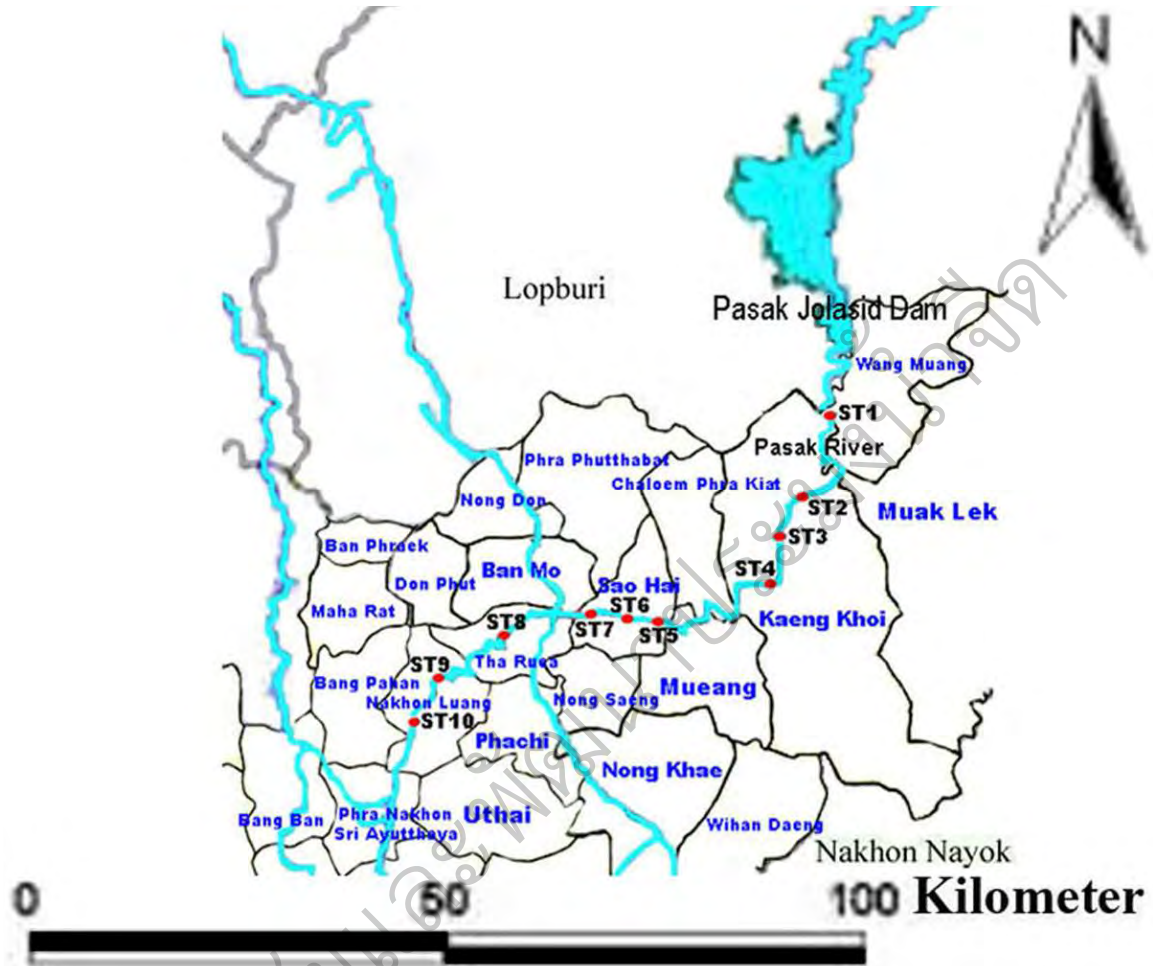 N
Lopburi
Pasak Jolasid Dam
Wang Muang
ST1
Pasak River
Phra Phutthabat
Chaloem Phra Kiat
Nong Don
ST2
Muak Lek
ST3
Ban Phraek
Don Phut
Ban Mo
Sao Hai
ST4
Maha Rat
ST6
Kaeng Khoi
ST8
ST7
ST5
ST9
Tha Ruea
Bang Pahan
Mueang
Nakhon Luang
Nong Saeng
ST10
Phachi
Nong Khae
Bang Ban
Phra Nakhon
Sri Ayutthaya
Uthai
Wihan Daeng
Nakhon Nayok
0
50
100 Kilometer